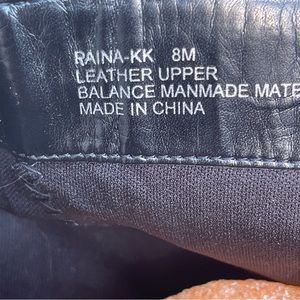 RAINA-KK 8M
LEATHER UPPER
BALANCE MANMADE MATE
MADE IN CHINA